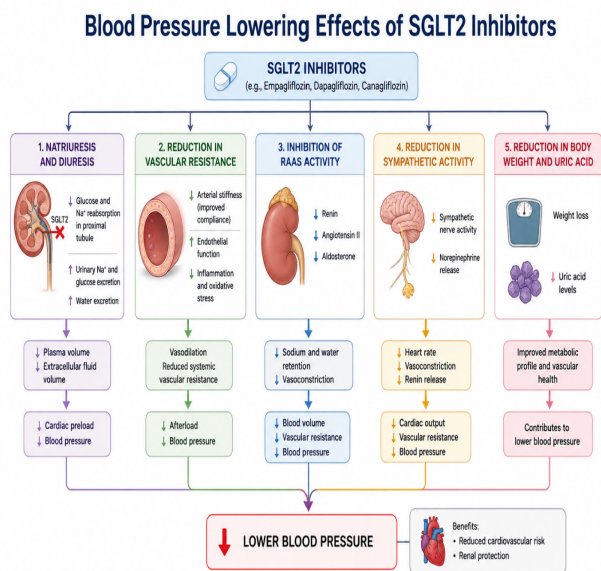 Blood Pressure Lowering Effects of SGLT2 Inhibitors
SGLT2 INHIBITORS
(e.g., Empagliflozin, Dapagliflozin, Canagliflozin)
1. NATRIURESIS
AND DIURESIS
SGLT2
↓ Glucose and
Na⁺ reabsorption
in proximal
tubule
↑ Urinary Na⁺ and
glucose excretion
↑ Water excretion
↓ Plasma volume
↓ Extracellular fluid
volume
↓ Cardiac preload
↓ Blood pressure
2. REDUCTION IN
VASCULAR RESISTANCE
↓ Arterial stiffness
(improved
compliance)
↑ Endothelial
function
↓ Inflammation
and oxidative
stress
Vasodilation
Reduced systemic
vascular resistance
↓ Afterload
↓ Blood pressure
3. INHIBITION OF
RAAS ACTIVITY
↓ Renin
↓ Angiotensin II
↓ Aldosterone
↓ Sodium and water
retention
↓ Vasoconstriction
↓ Blood volume
↓ Vascular resistance
↓ Blood pressure
4. REDUCTION IN
SYMPATHETIC ACTIVITY
↓ Sympathetic
nerve activity
↓ Norepinephrine
release
↓ Heart rate
↓ Vasoconstriction
↓ Renin release
↓ Cardiac output
↓ Vascular resistance
↓ Blood pressure
5. REDUCTION IN BODY
WEIGHT AND URIC ACID
Weight loss
↓ Uric acid
levels
Improved metabolic
profile and vascular
health
Contributes to
lower blood pressure
↓ LOWER BLOOD PRESSURE
Benefits:
• Reduced cardiovascular risk
• Renal protection